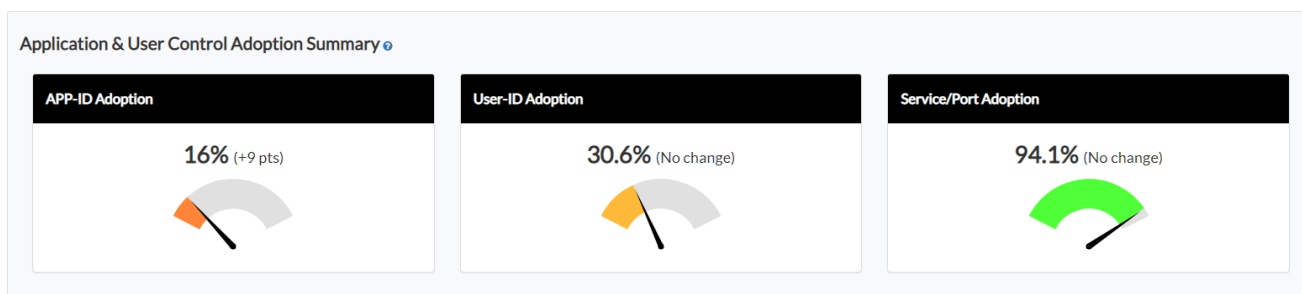 Application & User Control Adoption Summary ?
APP-ID Adoption
16% (+9 pts)
User-ID Adoption
30.6% (No change)
Service/Port Adoption
94.1% (No change)